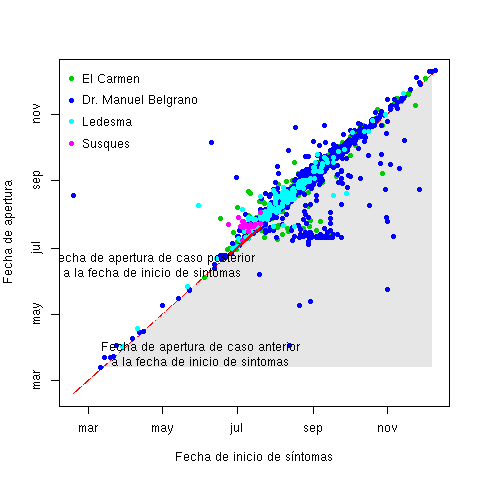 El Carmen
Dr. Manuel Belgrano
Ledesma
Susques
Fecha de apertura
mar
may
jul
sep
nov
echa de apertura de caso posterior
a la fecha de inicio de sintomas
Fecha de apertura de caso anterior
a la fecha de inicio de sintomas
mar
may
jul
sep
nov
Fecha de inicio de síntomas